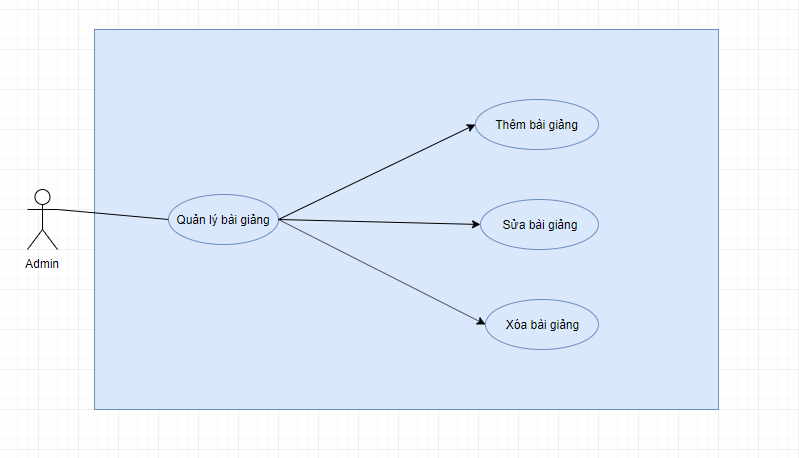 Thêm bài giảng
Quản lý bài giảng
Sửa bài giảng
Admin
Xóa bài giảng